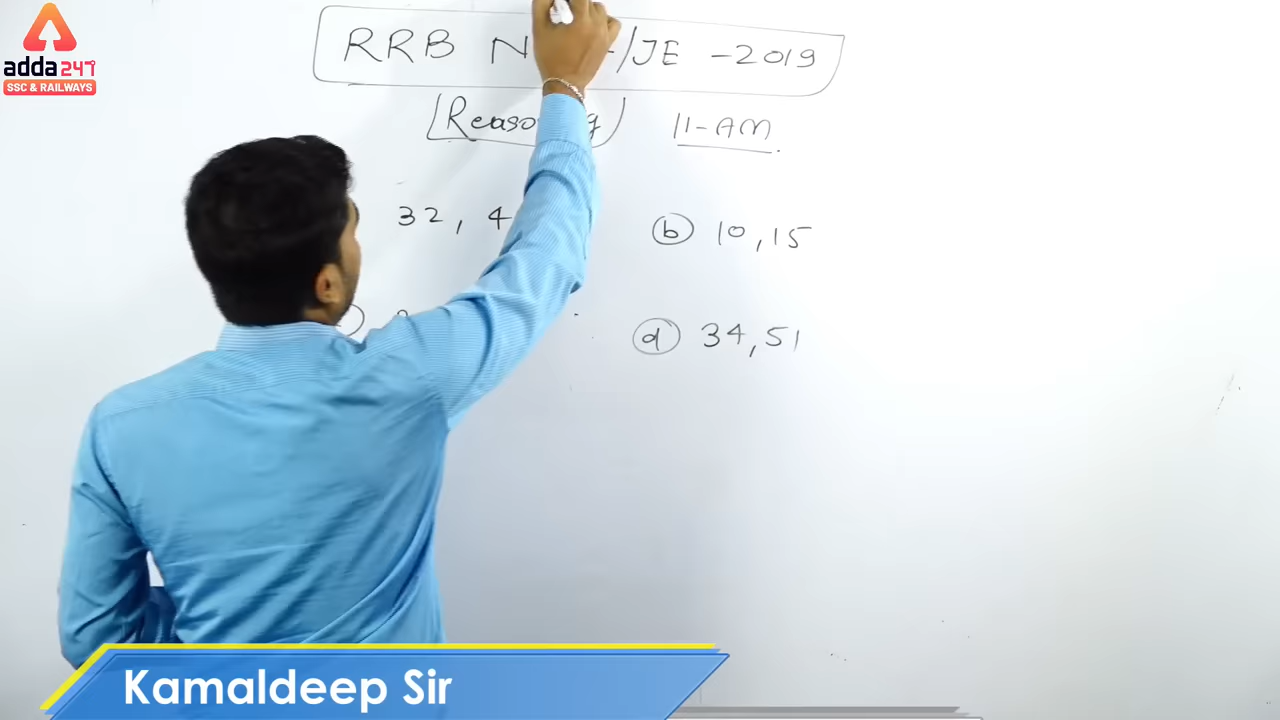 adda247
SSC & RAILWAYS
RRB /JE -2019
11-AM
32, 4
(b) 10,15
(d) 34,51
Kamaldeep Sir